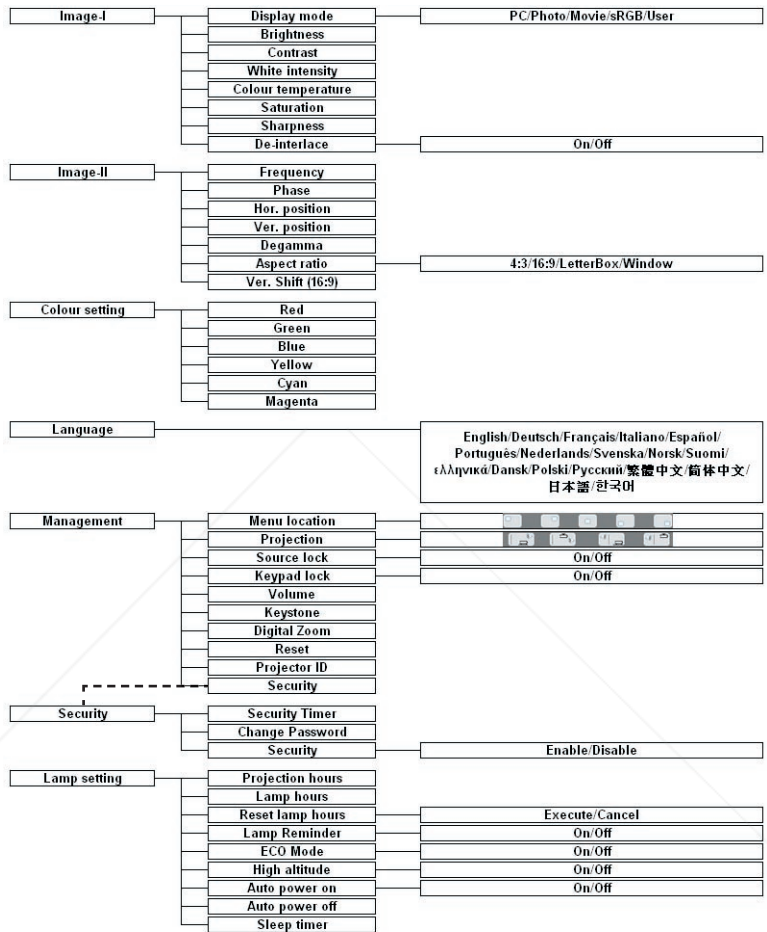 Image-I
Display mode
PC/Photo/Movie/sRGB/User
Brightness
Contrast
White intensity
Colour temperature
Saturation
Sharpness
De-interlace
On/Off
Image-II
Frequency
Phase
Hor. position
Ver. position
Degamma
Aspect ratio
4:3/16:9/LetterBox/Window
Ver. Shift (16:9)
Colour setting
Red
Green
Blue
Yellow
Cyan
Magenta
Language
English/Deutsch/Français/Italiano/Español/
Português/Nederlands/Svenska/Norsk/Suomi/
ελληνικά/Dansk/Polski/Русский/繁體中文/简体中文/
日本語/한국어
Management
Menu location
Projection
Source lock
On/Off
Keypad lock
On/Off
Volume
Keystone
Digital Zoom
Reset
Projector ID
Security
Security
Security Timer
Change Password
Security
Enable/Disable
Lamp setting
Projection hours
Lamp hours
Reset lamp hours
Execute/Cancel
Lamp Reminder
On/Off
ECO Mode
On/Off
High altitude
On/Off
Auto power on
On/Off
Auto power off
Sleep timer